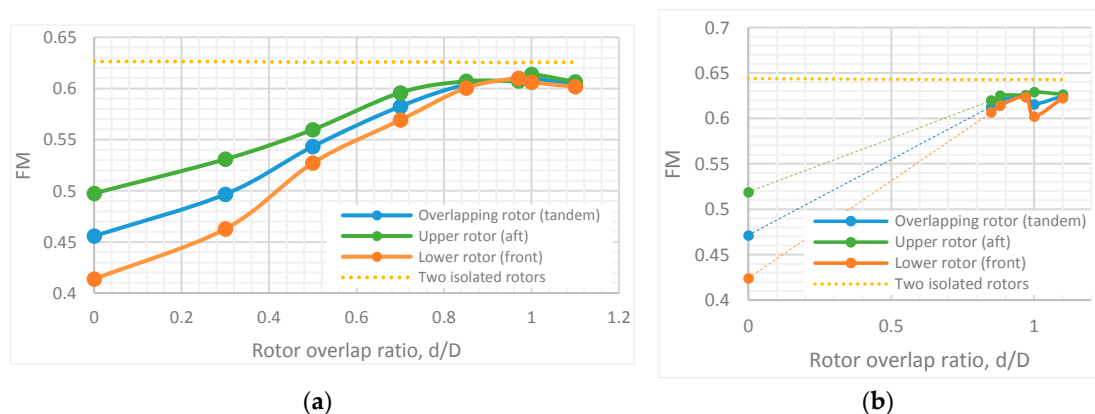 0.65
0.6
0.55
0.5
0.45
0.4
FM
0 0.2 0.4 0.6 0.8 1 1.2
Rotor overlap ratio, d/D
Overlapping rotor (tandem)
Upper rotor (aft)
Lower rotor (front)
Two isolated rotors
(a)
0.7
0.65
0.6
0.55
0.5
0.45
0.4
FM
0 0.5 1
Rotor overlap ratio, d/D
Overlapping rotor (tandem)
Upper rotor (aft)
Lower rotor (front)
Two isolated rotors
(b)